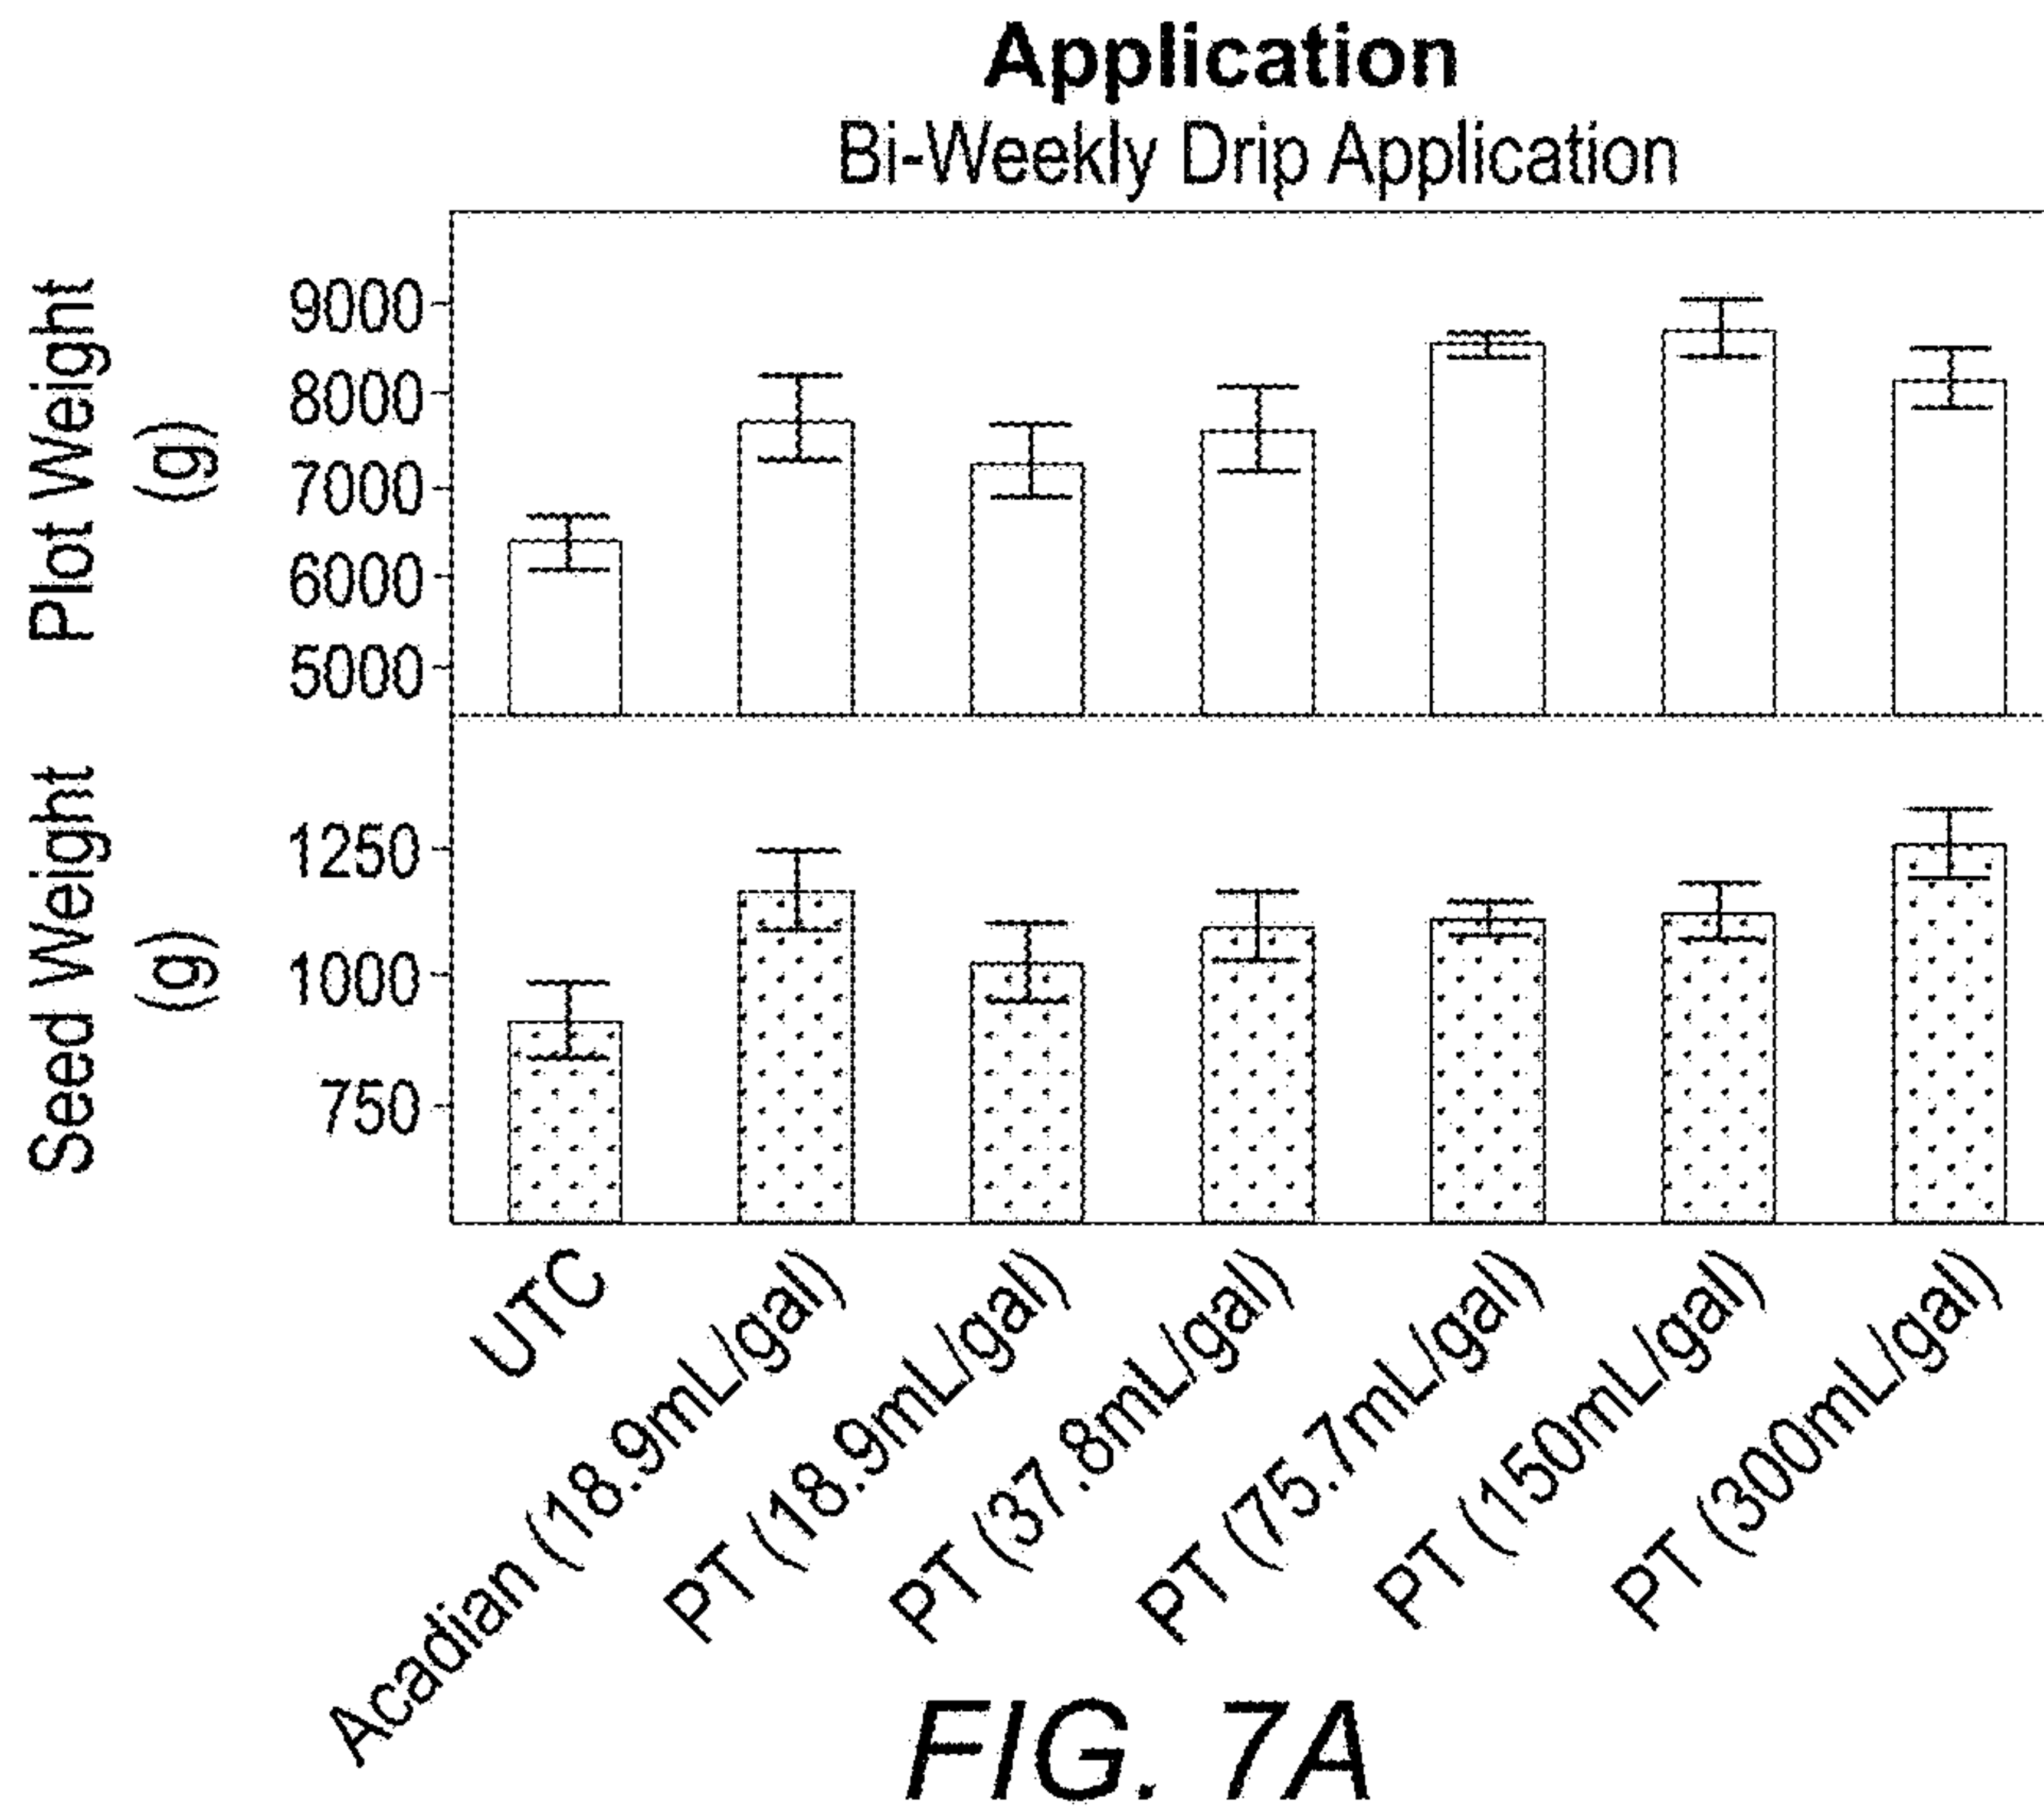 Application
Bi-Weekly Drip Application
Plot Weight
(g)
9000
8000
7000
6000
5000
Seed Weight
(g)
1250
1000
750
UTC
Acadian (18.9mL/gal)
PT (18.9mL/gal)
PT (37.8mL/gal)
PT (75.7mL/gal)
PT (150mL/gal)
PT (300mL/gal)
FIG. 7A